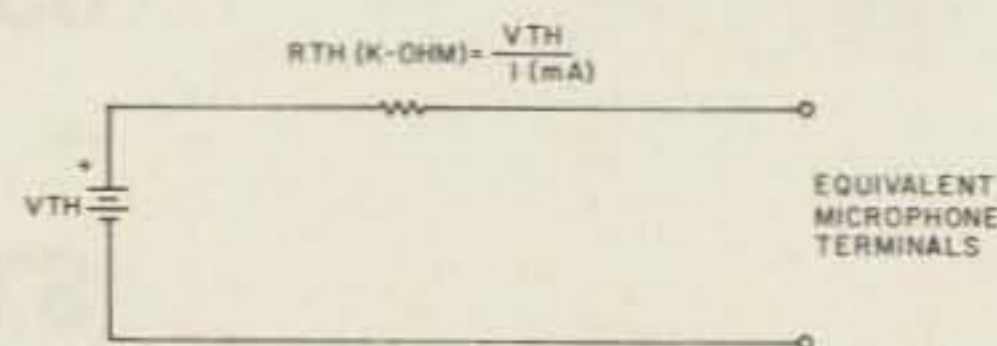 RTH (K-OHM)= VTH
I (mA)
+
VTH
EQUIVALENT
MICROPHONE
TERMINALS